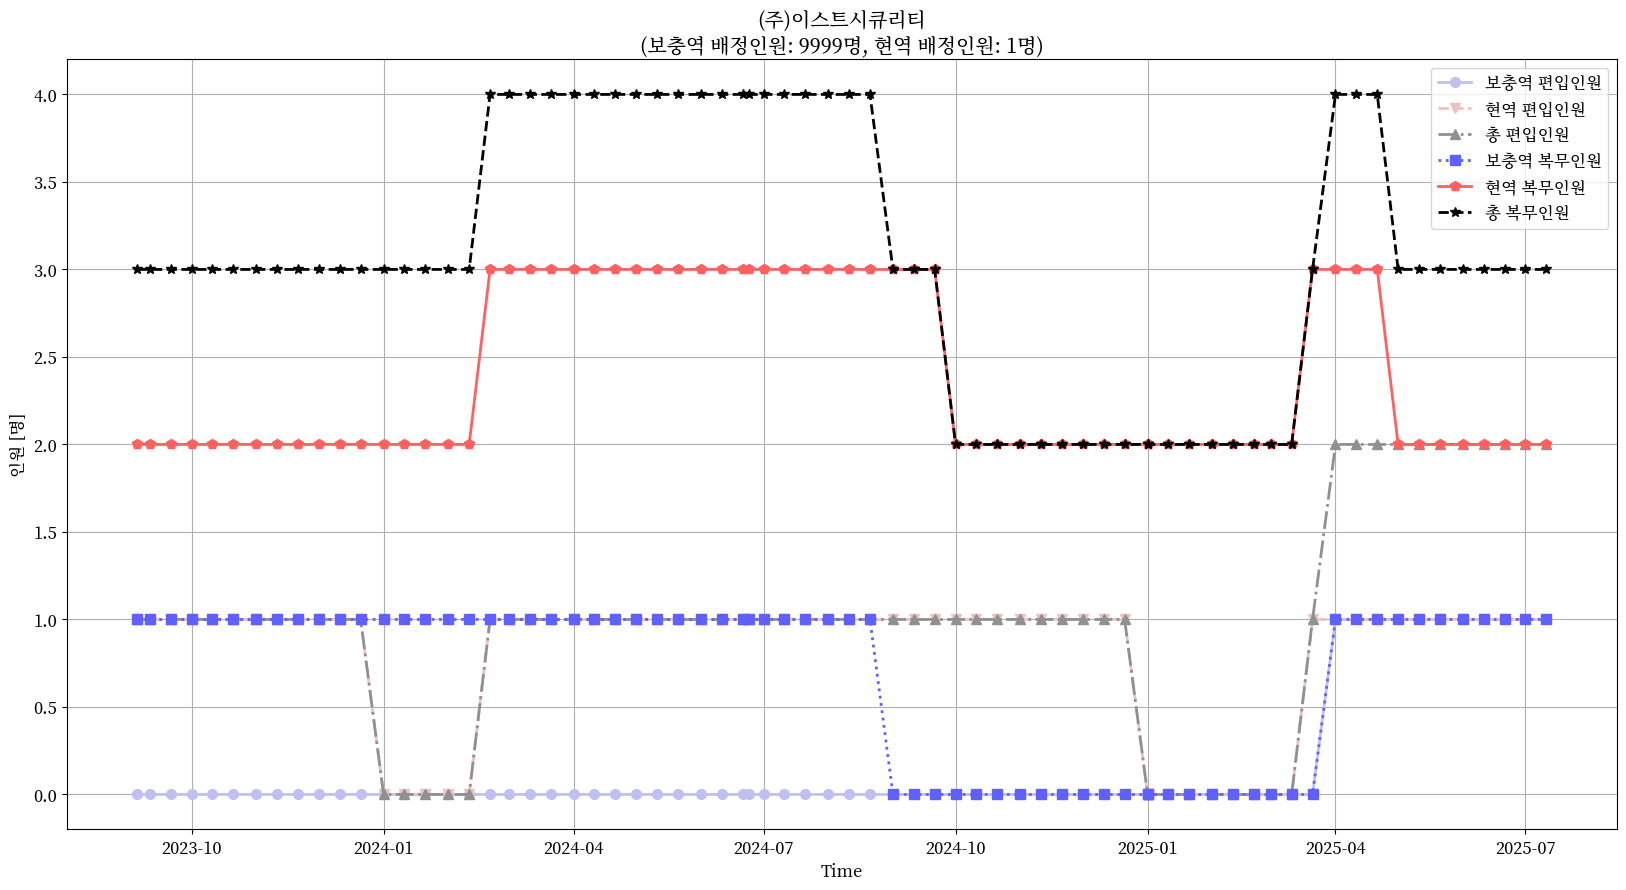 (주)이스트시큐리티
(보충역 배정인원: 9999명, 현역 배정인원: 1명)
보충역 편입인원
현역 편입인원
총 편입인원
보충역 복무인원
현역 복무인원
총 복무인원
인원 [명]
4.0
3.5
3.0
2.5
2.0
1.5
1.0
0.5
0.0
2023-10 2024-01 2024-04 2024-07 2024-10 2025-01 2025-04 2025-07
Time